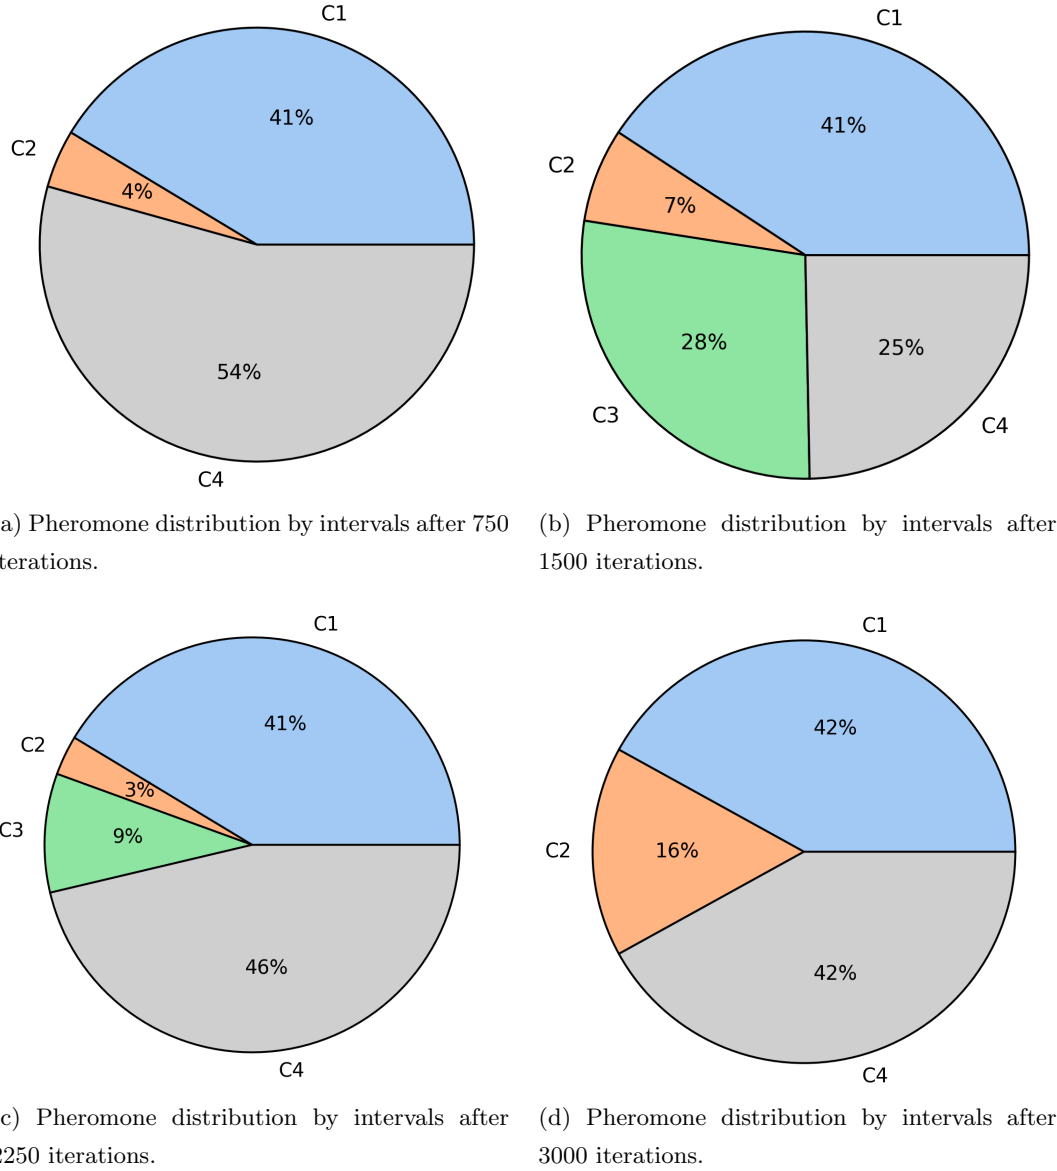 C1
41%
C2
4%
54%
C4
a) Pheromone distribution by intervals after 750
terations.
C1
41%
C2
7%
28%
25%
C3
C4
(b) Pheromone distribution by intervals after
1500 iterations.
C1
41%
C2
3%
C3
9%
46%
C4
c) Pheromone distribution by intervals after
2250 iterations.
C1
42%
C2
16%
42%
C4
(d) Pheromone distribution by intervals after
3000 iterations.